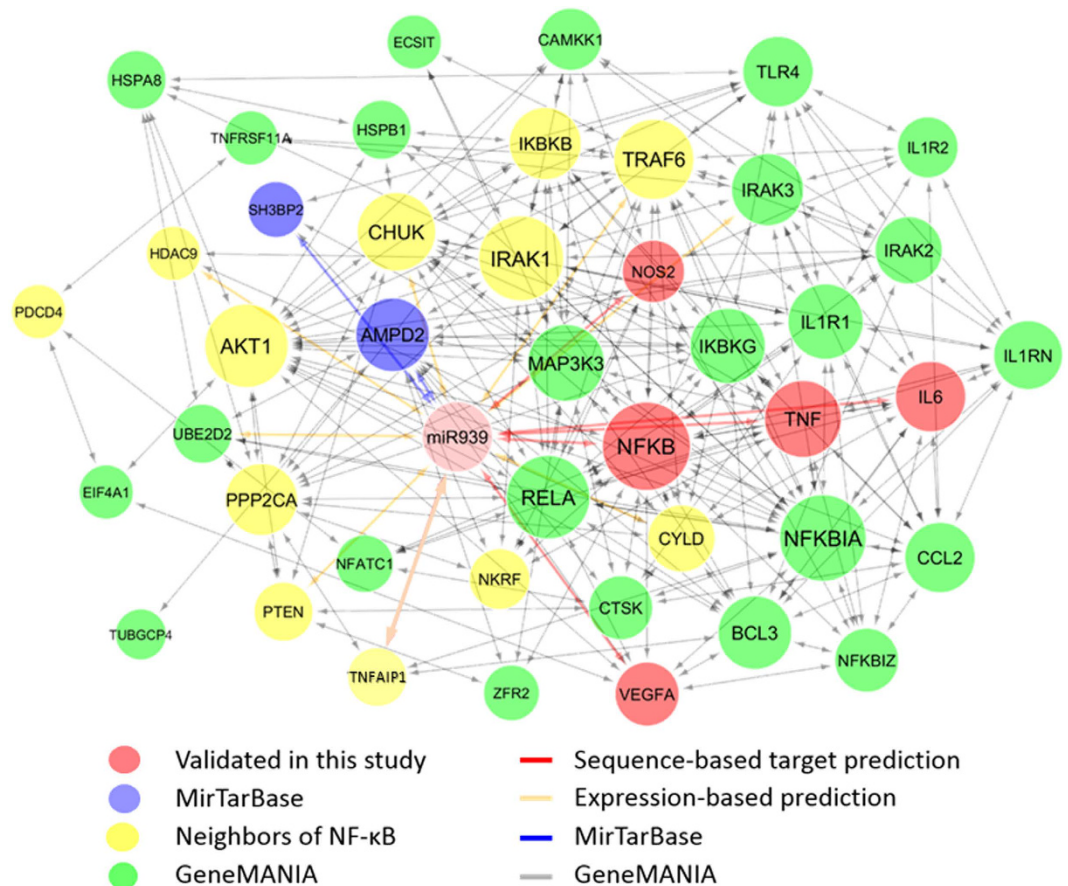 ECSIT
CAMKK1
HSPA8
TLR4
TNFRSF11A
HSPB1
IKBKB
TRAF6
IL1R2
SH3BP2
IRAK3
CHUK
IRAK1
HDAC9
NOS2
IRAK2
PDCD4
AKT1
AMPD2
MAP3K3
IKBKG
IL1R1
IL1RN
IL6
TNF
UBE2D2
miR939
NFKB
EIF4A1
PPP2CA
RELA
CYLD
NFKBIA
CCL2
NFATC1
NKRF
PTEN
CTSK
TUBGCP4
BCL3
NFKBIZ
TNFAIP1
ZFR2
VEGFA
Validated in this study
Sequence-based target prediction
MirTarBase
Expression-based prediction
Neighbors of NF-κB
MirTarBase
GeneMANIA
GeneMANIA